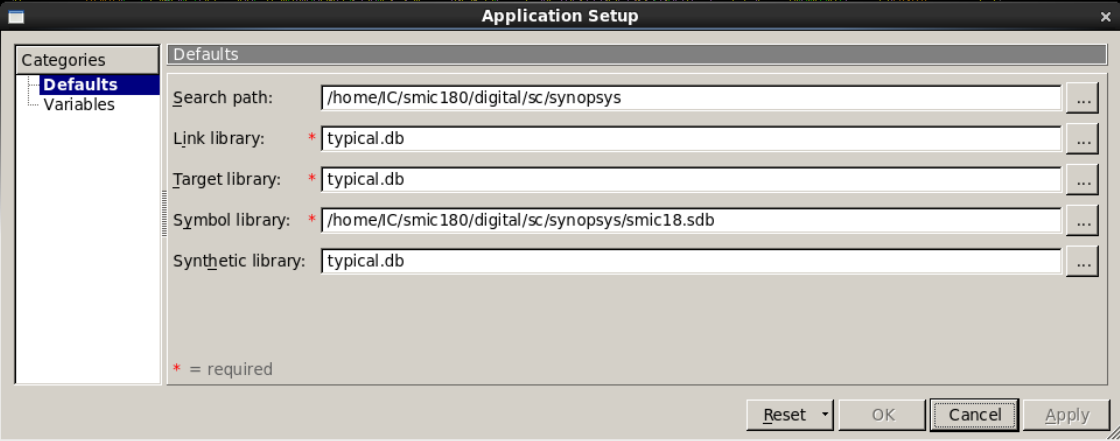 Application Setup
Categories
Defaults
Variables
Defaults
Search path: /home/IC/smic180/digital/sc/synopsys ...
Link library: * typical.db ...
Target library: * typical.db ...
Symbol library: * /home/IC/smic180/digital/sc/synopsys/smic18.sdb ...
Synthetic library: typical.db ...
* = required
Reset OK Cancel Apply